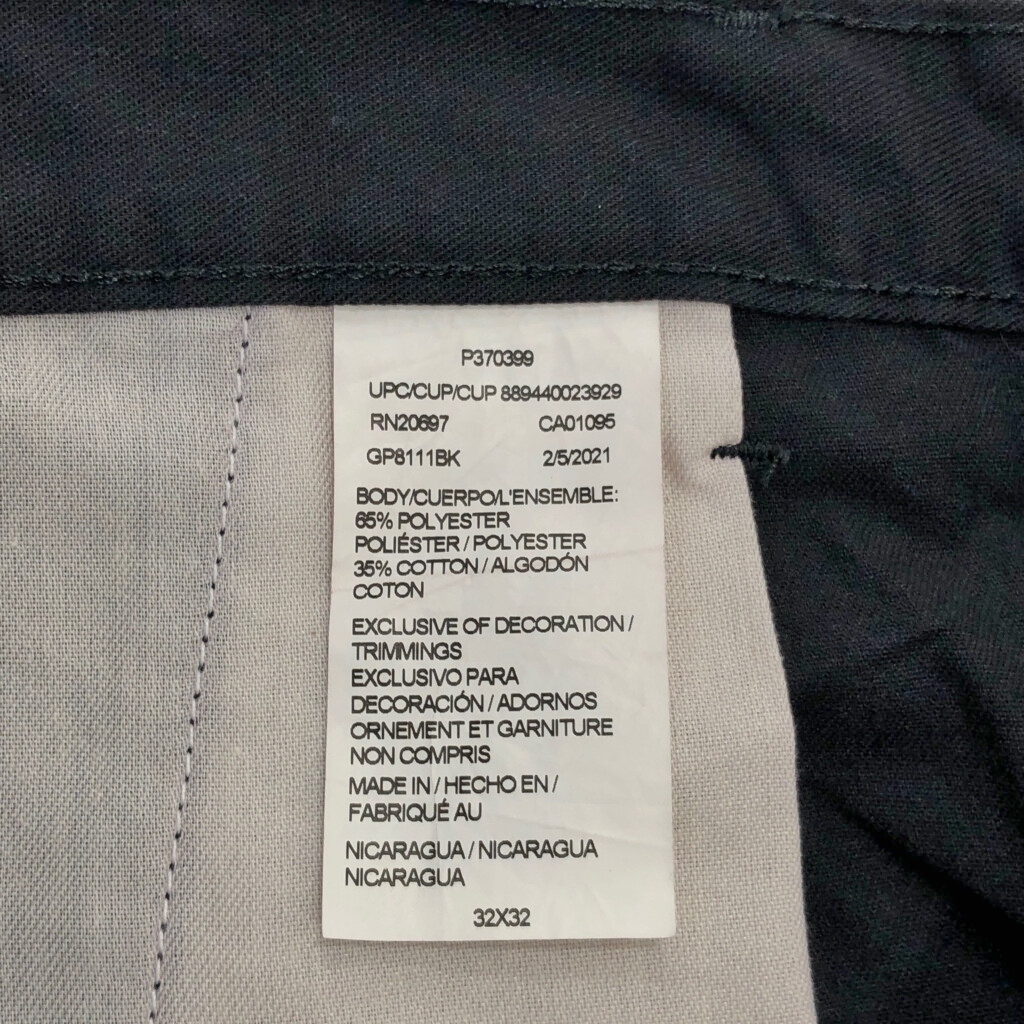 P370399
UPC/CUP/CUP 889440023929
RN20697 CA01095
GP8111BK 2/5/2021
BODY/CUERPO/L'ENSEMBLE:
65% POLYESTER
POLIÉSTER / POLYESTER
35% COTTON / ALGODÓN
COTON
EXCLUSIVE OF DECORATION /
TRIMMINGS
EXCLUSIVO PARA
DECORACIÓN / ADORNOS
ORNEMENT ET GARNITURE
NON COMPRIS
MADE IN / HECHO EN /
FABRIQUÉ AU
NICARAGUA / NICARAGUA
NICARAGUA
32X32